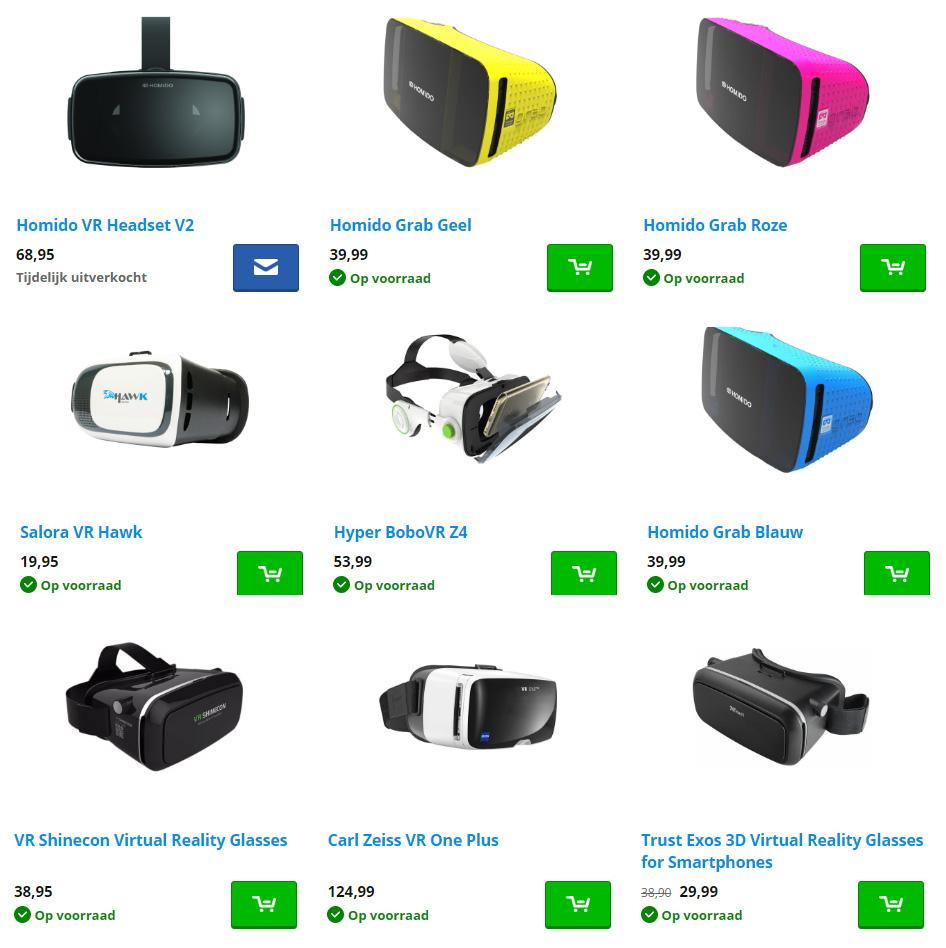 HOMIDO
HOMIDO
HOMIDO
Homido VR Headset V2
Homido Grab Geel
Homido Grab Roze
68,95
39,99
39,99
Tijdelijk uitverkocht
Op voorraad
Op voorraad
HAWK
HOMIDO
Salora VR Hawk
Hyper BoboVR Z4
Homido Grab Blauw
19,95
53,99
39,99
Op voorraad
Op voorraad
Op voorraad
VR SHINECON
VR ONE
ZEISS
Trust
VR Shinecon Virtual Reality Glasses
Carl Zeiss VR One Plus
Trust Exos 3D Virtual Reality Glasses
for Smartphones
38,95
124,99
38,90 29,99
Op voorraad
Op voorraad
Op voorraad